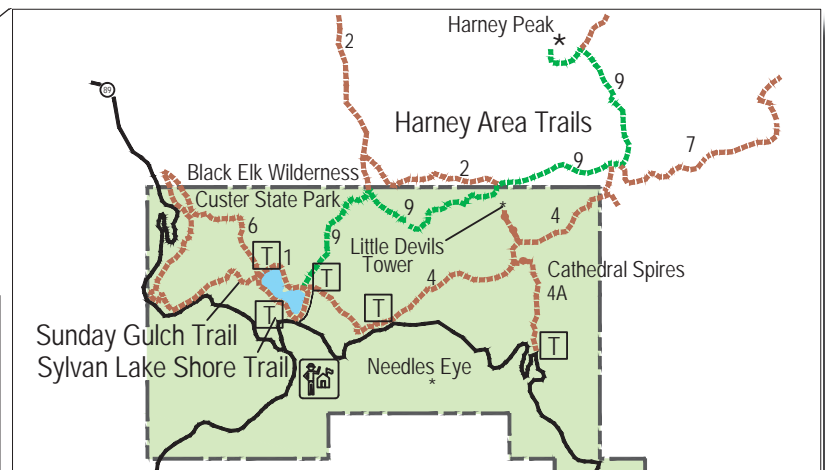 Harney Peak
2
9
89
Harney Area Trails
7
9
2
Black Elk Wilderness
Custer State Park
9
4
6
9
Little Devils
Tower
T
1
T
4
Cathedral Spires
4A
T
T
Sunday Gulch Trail
T
Sylvan Lake Shore Trail
Needles Eye